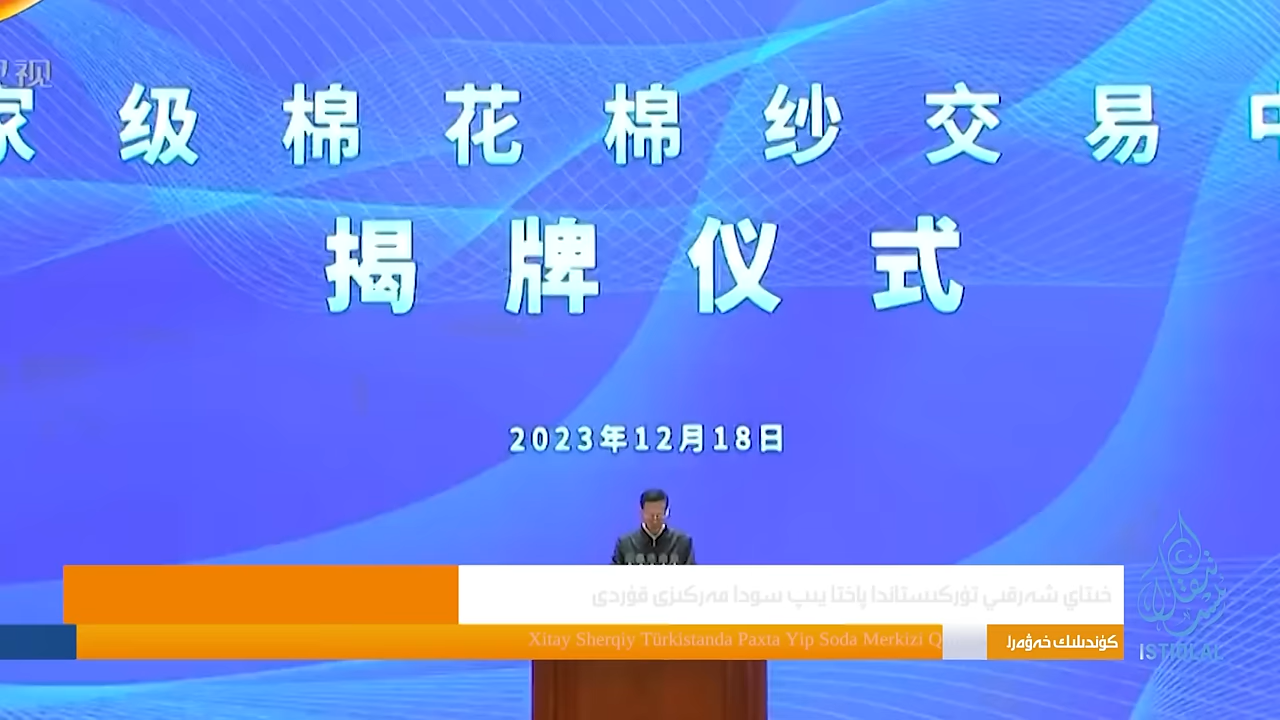 汉视
家级棉花棉纱交易中
揭牌仪式
2023年12月18日
خىتاي شەرقىي تۈركىستاندا پاختا يىپ سودا مەركىزى قۇردى
Xitay Sherqiy Türkistanda Paxta Yip Soda Merkizi Q
كۈندىلىك خەۋەرل
ISTIQLAL